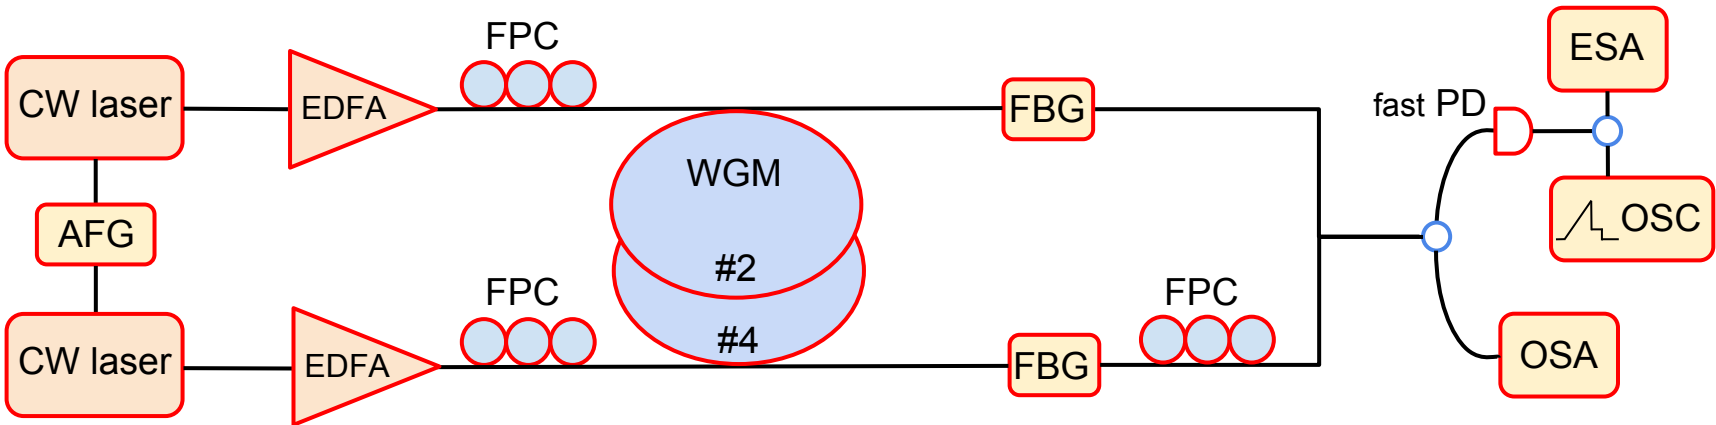 FPC
ESA
CW laser
EDFA
FBG
fast PD
WGM
AFG
OSC
#2
FPC
FPC
#4
CW laser
EDFA
FBG
OSA